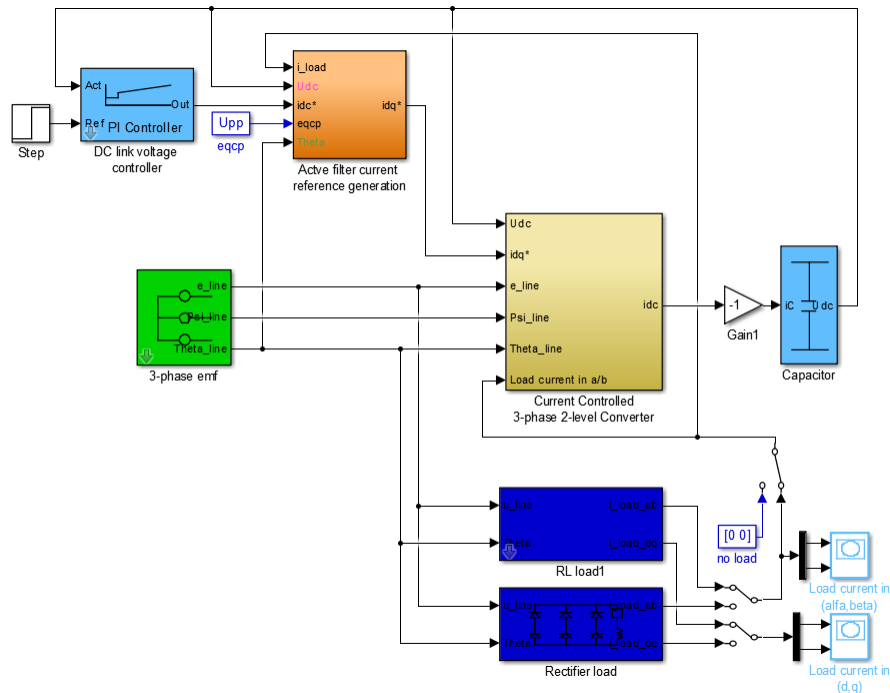 Act
Ref
Out
PI Controller
DC link voltage
controller
Step
i_load
Udc
idc*
eqcp
Theta
idq*
Actve filter current
reference generation
Upp
eqcp
e_line
Psi_line
Theta_line
3-phase emf
Udc
idq*
e_line
Psi_line
Theta_line
Load current in a/b
idc
Current Controlled
3-phase 2-level Converter
-1
Gain1
iC
Udc
Capacitor
u_line
Theta
i_load_ab
i_load_dq
RL load1
[0 0]
no load
u_line
Theta
i_load_ab
i_load_dq
Rectifier load
Load current in
(alfa,beta)
Load current in
(d,q)